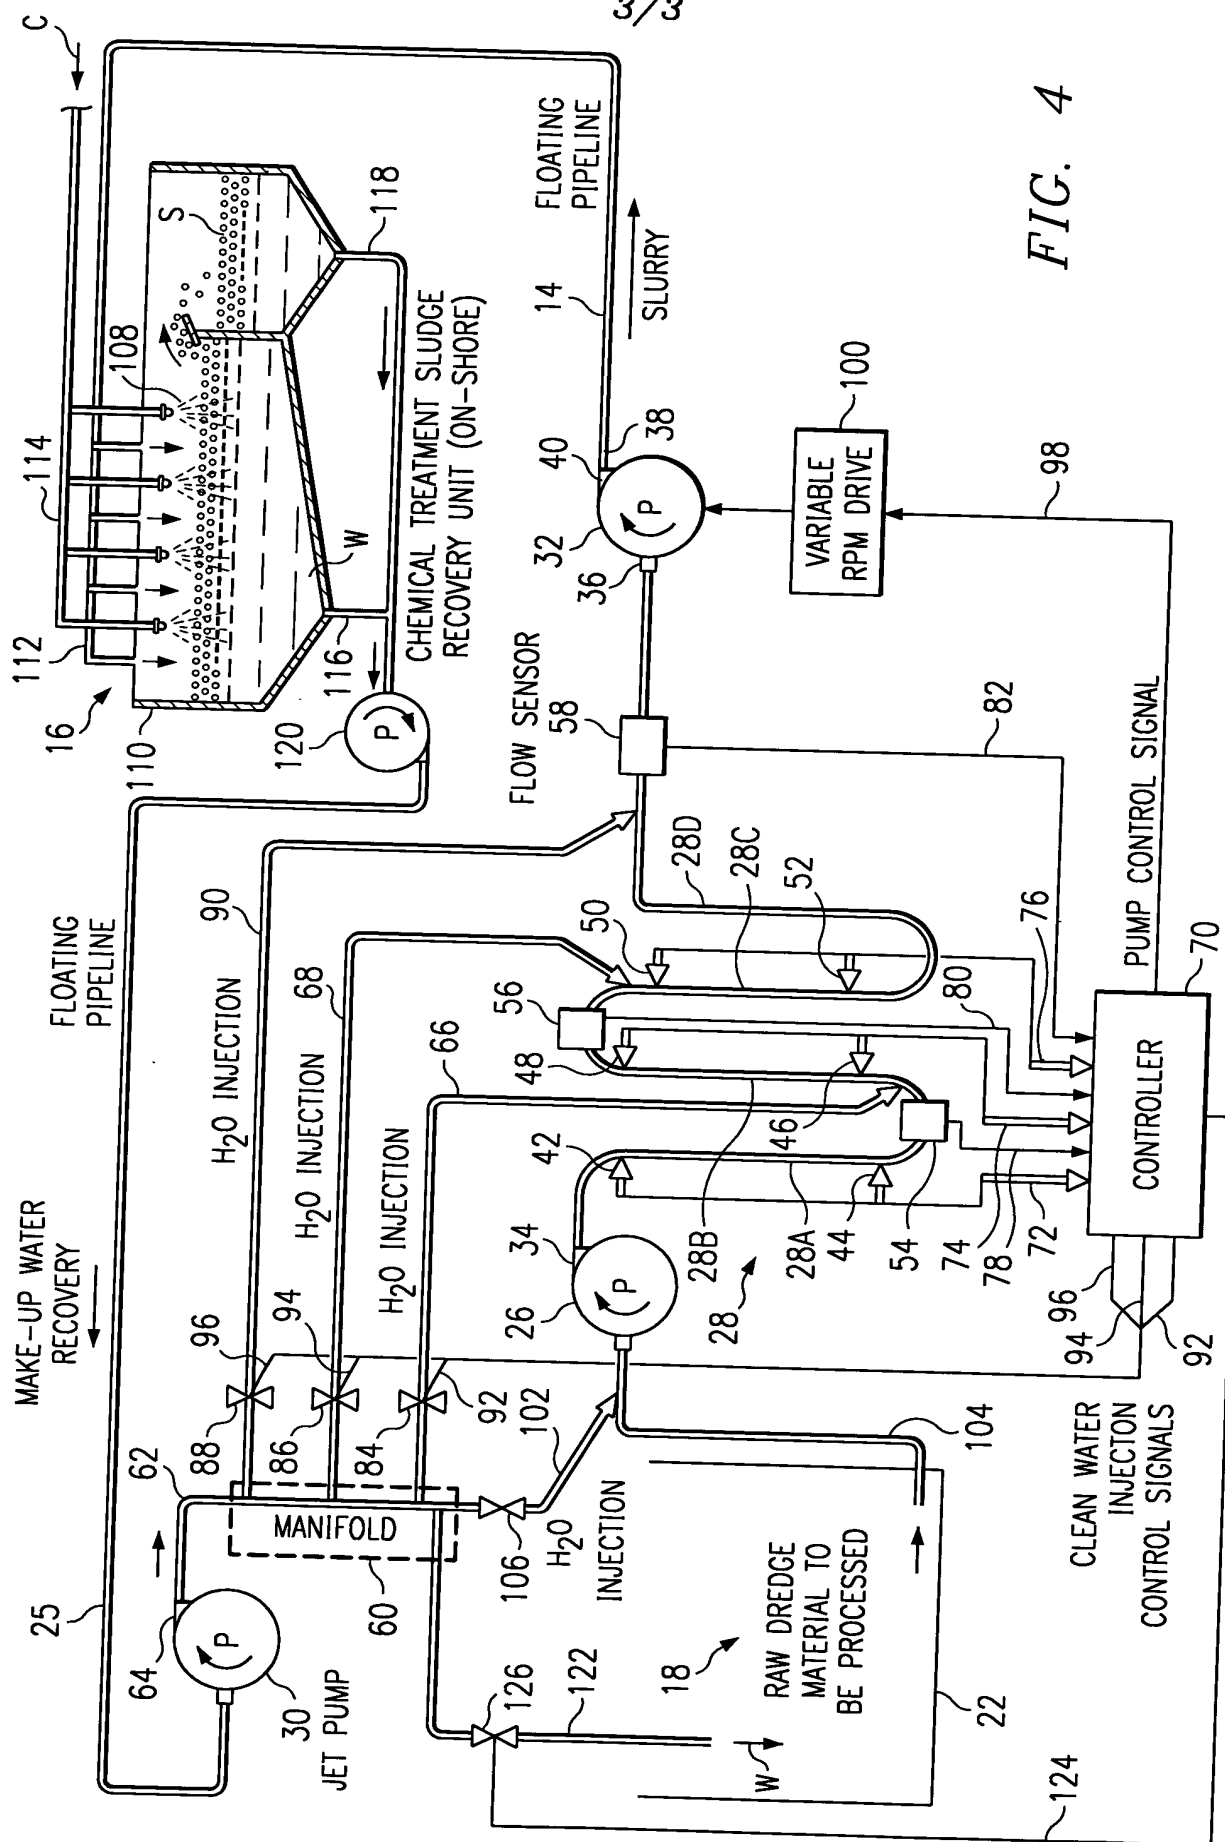 3/3
C
112
114
108
S
16
110
116
W
118
120
P
CHEMICAL TREATMENT SLUDGE
RECOVERY UNIT (ON-SHORE)
FLOATING
PIPELINE
14
SLURRY
MAKE-UP WATER
RECOVERY
FLOATING
PIPELINE
25
62
64
P
30
JET PUMP
MANIFOLD
60
88
96
86
94
84
92
H2O INJECTION
90
H2O INJECTION
68
H2O INJECTION
66
106
102
H2O
INJECTION
126
122
W
18
RAW DREDGE
MATERIAL TO
BE PROCESSED
22
104
124
26
P
34
28
28A
28B
28C
28D
42
44
46
48
50
52
54
56
FLOW SENSOR
58
36
32
P
40
38
VARIABLE
RPM DRIVE
100
98
82
PUMP CONTROL SIGNAL
76
80
74
78
72
CONTROLLER
70
96
94
92
CLEAN WATER
INJECTON
CONTROL SIGNALS
FIG. 4